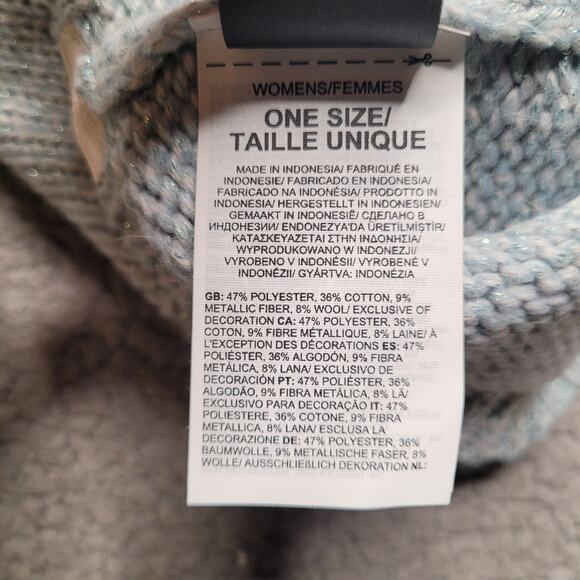 WOMENS/FEMMES
ONE SIZE/
TAILLE UNIQUE
MADE IN INDONESIA/ FABRIQUÉ EN
INDONESIE/ FABRICADO EN INDONESIA/
FABRICADO NA INDONÉSIA/ PRODOTTO IN
INDONESIA/ HERGESTELLT IN INDONESIEN/
GEMAAKT IN INDONESIË/ СДЕЛАНО В
ИНДОНЕЗИИ/ ENDONEZYA'DA ÜRETİLMİŞTİR/
ΚΑΤΑΣΚΕΥΑΖΕΤΑΙ ΣΤΗΝ ΙΝΔΟΝΗΣΙΑ/
WYPRODUKOWANO W INDONEZJI/
VYROBENO V INDONÉSII/ VYROBENÉ V
INDONÉZII/ GYÁRTVA: INDONÉZIA
GB: 47% POLYESTER, 36% COTTON, 9%
METALLIC FIBER, 8% WOOL/ EXCLUSIVE OF
DECORATION CA: 47% POLYESTER, 36%
COTON, 9% FIBRE MÉTALLIQUE, 8% LAINE/ À
L'EXCEPTION DES DÉCORATIONS ES: 47%
POLIÉSTER, 36% ALGODÓN, 9% FIBRA
METÁLICA, 8% LANA/ EXCLUSIVO DE
DECORACIÓN PT: 47% POLIÉSTER, 36%
ALGODÃO, 9% FIBRA METÁLICA, 8% LÃ/
EXCLUSIVO PARA DECORAÇÃO IT: 47%
POLIESTERE, 36% COTONE, 9% FIBRA
METALLICA, 8% LANA/ ESCLUSA LA
DECORAZIONE DE: 47% POLYESTER, 36%
BAUMWOLLE, 9% METALLISCHE FASER, 8%
WOLLE/ AUSSCHLIEßLICH DEKORATION NL: